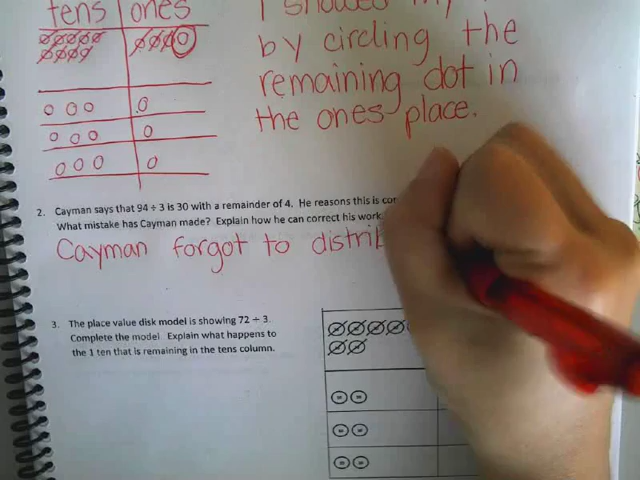 tens ones
I showed my
by circling the
remaining dot in
the ones place.
2. Cayman says that 94 ÷ 3 is 30 with a remainder of 4. He reasons this is cor
What mistake has Cayman made? Explain how he can correct his work.
Cayman forgot to distrib
3. The place value disk model is showing 72 ÷ 3.
Complete the model. Explain what happens to
the 1 ten that is remaining in the tens column.